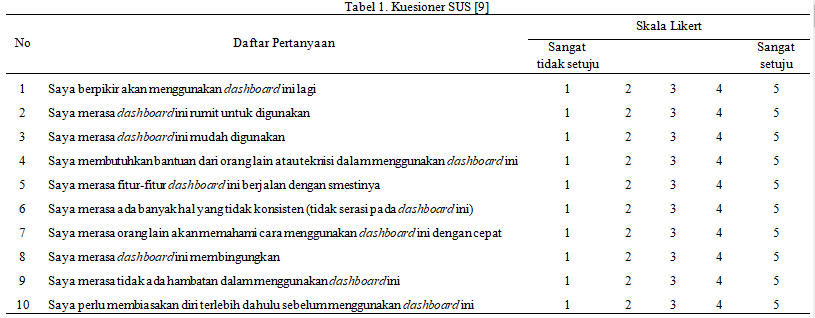 Tabel 1. Kuesioner SUS [9]
No Daftar Pertanyaan Skala Likert
Sangat tidak setuju Sangat setuju
1 Saya berpikir akan menggunakan dashboard ini lagi 1 2 3 4 5
2 Saya merasa dashboard ini rumit untuk digunakan 1 2 3 4 5
3 Saya merasa dashboard ini mudah digunakan 1 2 3 4 5
4 Saya membutuhkan bantuan dari orang lain atau teknisi dalam menggunakan dashboard ini 1 2 3 4 5
5 Saya merasa fitur-fitur dashboard ini berjalan dengan smestinya 1 2 3 4 5
6 Saya merasa ada banyak hal yang tidak konsisten (tidak serasi pada dashboard ini) 1 2 3 4 5
7 Saya merasa orang lain akan memahami cara menggunakan dashboard ini dengan cepat 1 2 3 4 5
8 Saya merasa dashboard ini membingungkan 1 2 3 4 5
9 Saya merasa tidak ada hambatan dalam menggunakan dashboard ini 1 2 3 4 5
10 Saya perlu membiasakan diri terlebih dahulu sebelum menggunakan dashboard ini 1 2 3 4 5